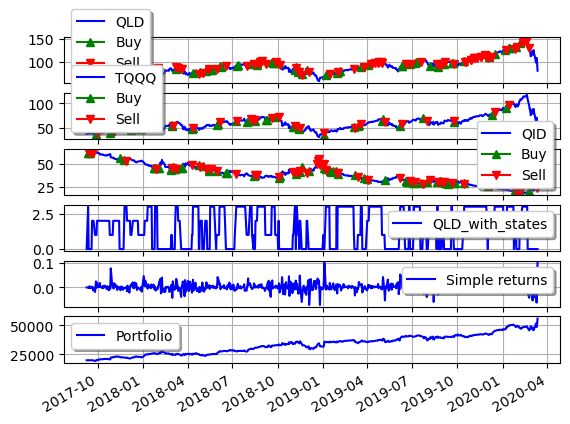 QLD
Buy
Sell
150
100
TQQQ
Buy
Sell
100
50
QID
Buy
Sell
50
25
QLD_with_states
2.5
0.0
Simple returns
0.1
0.0
Portfolio
50000
25000
2017-10
2018-01
2018-04
2018-07
2018-10
2019-01
2019-04
2019-07
2019-10
2020-01
2020-04